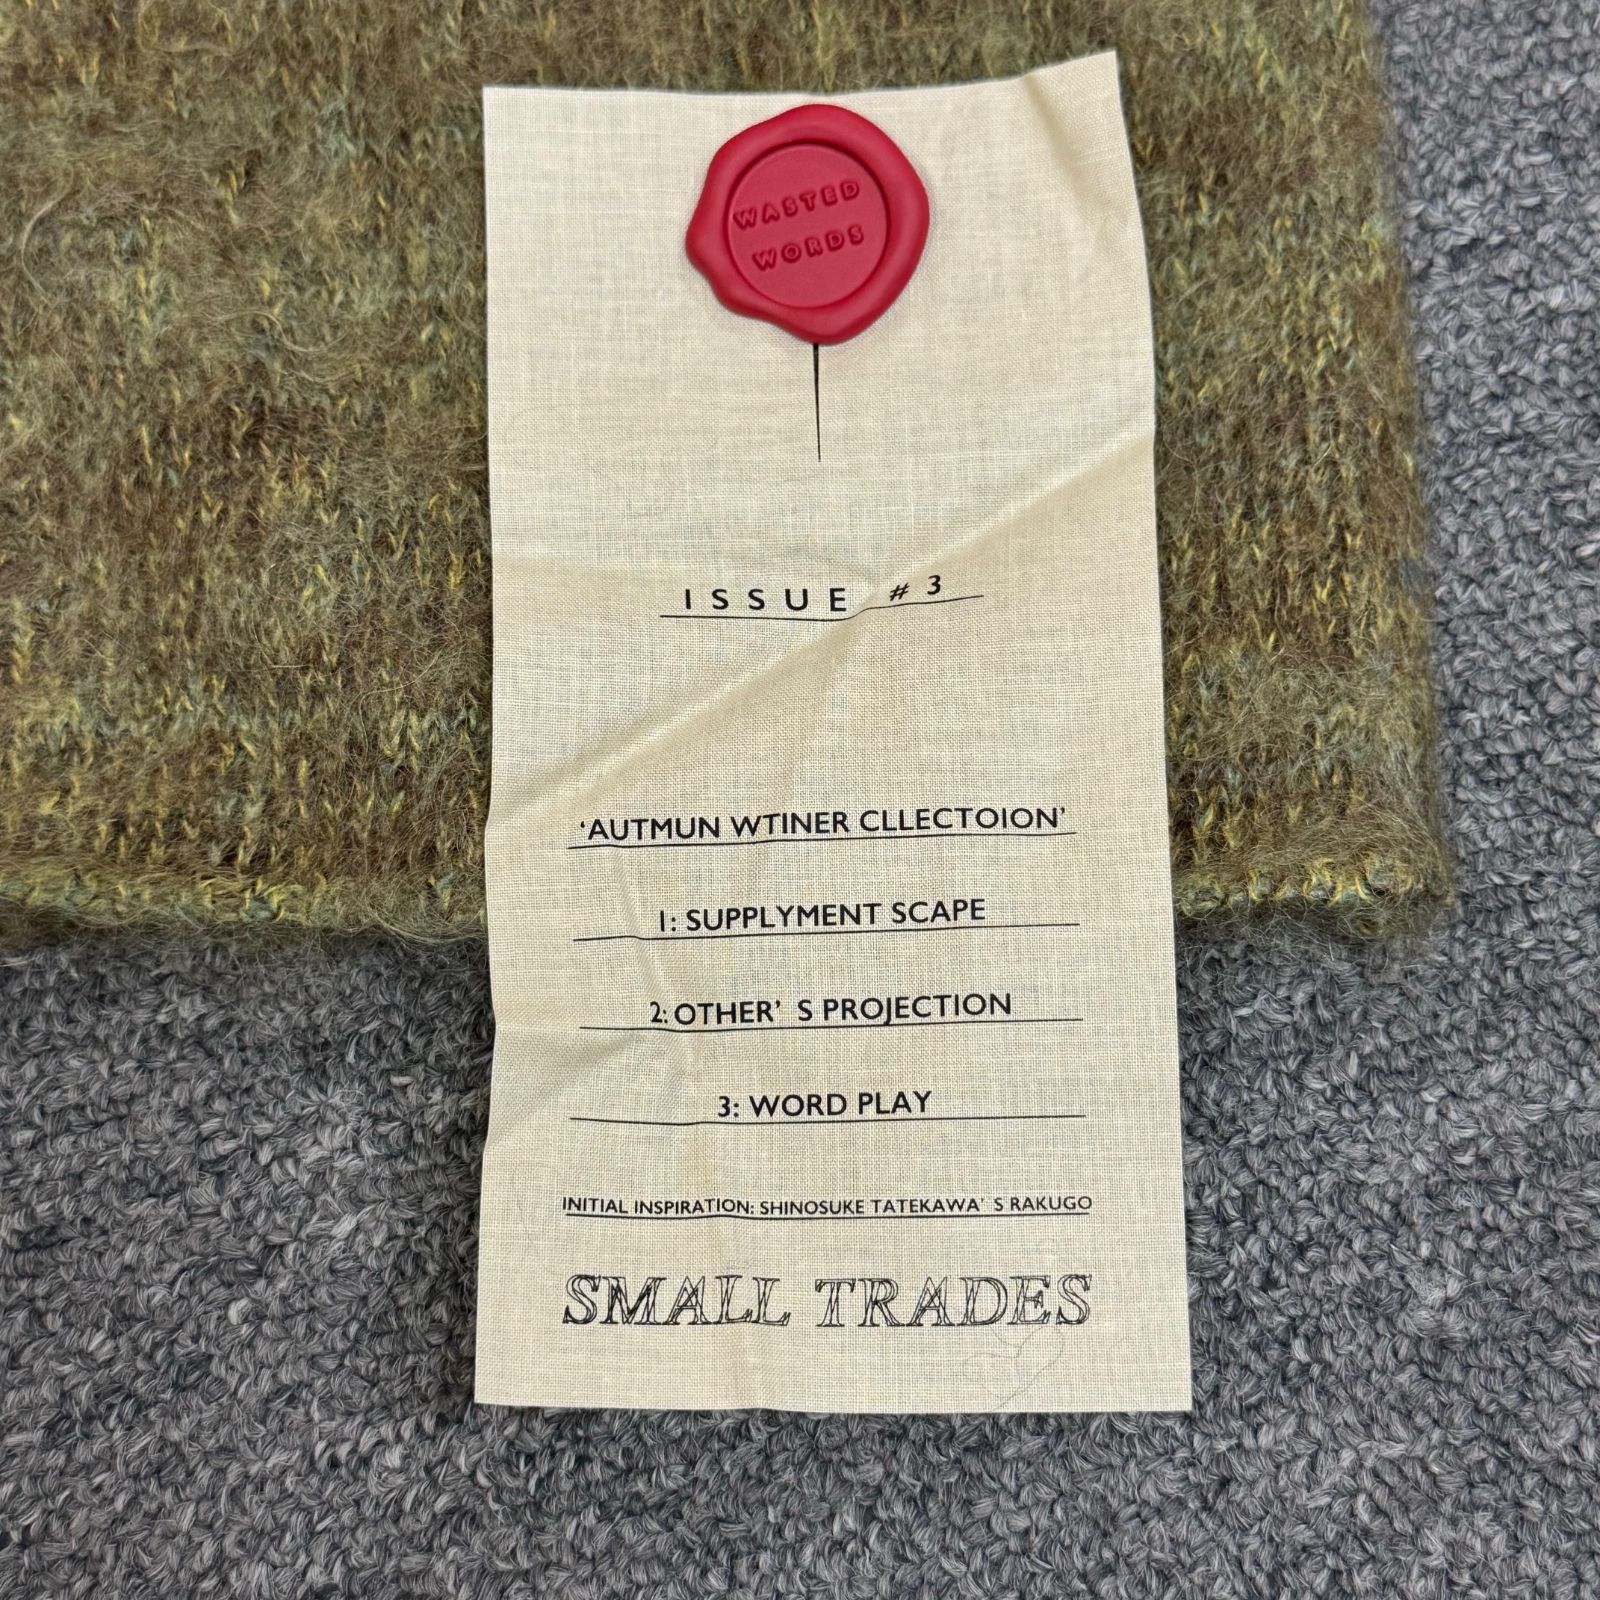 WASTED
WORDS
ISSUE #3
‘AUTMUN WTINER CLLECTOION’
1: SUPPLYMENT SCAPE
2: OTHER’ S PROJECTION
3: WORD PLAY
INITIAL INSPIRATION: SHINOSUKE TATEKAWA’ S RAKUGO
SMALL TRADES